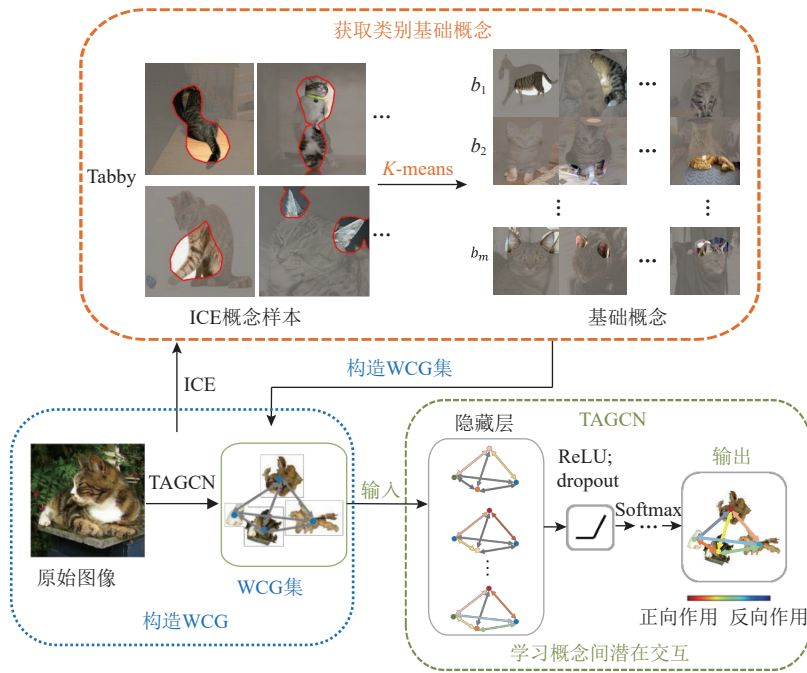 获取类别基础概念
Tabby
K-means
b1
b2
bm
ICE概念样本
基础概念
构造WCG集
ICE
TAGCN
原始图像
WCG集
构造WCG
输入
隐藏层
TAGCN
ReLU;
dropout
Softmax
输出
正向作用 反向作用
学习概念间潜在交互